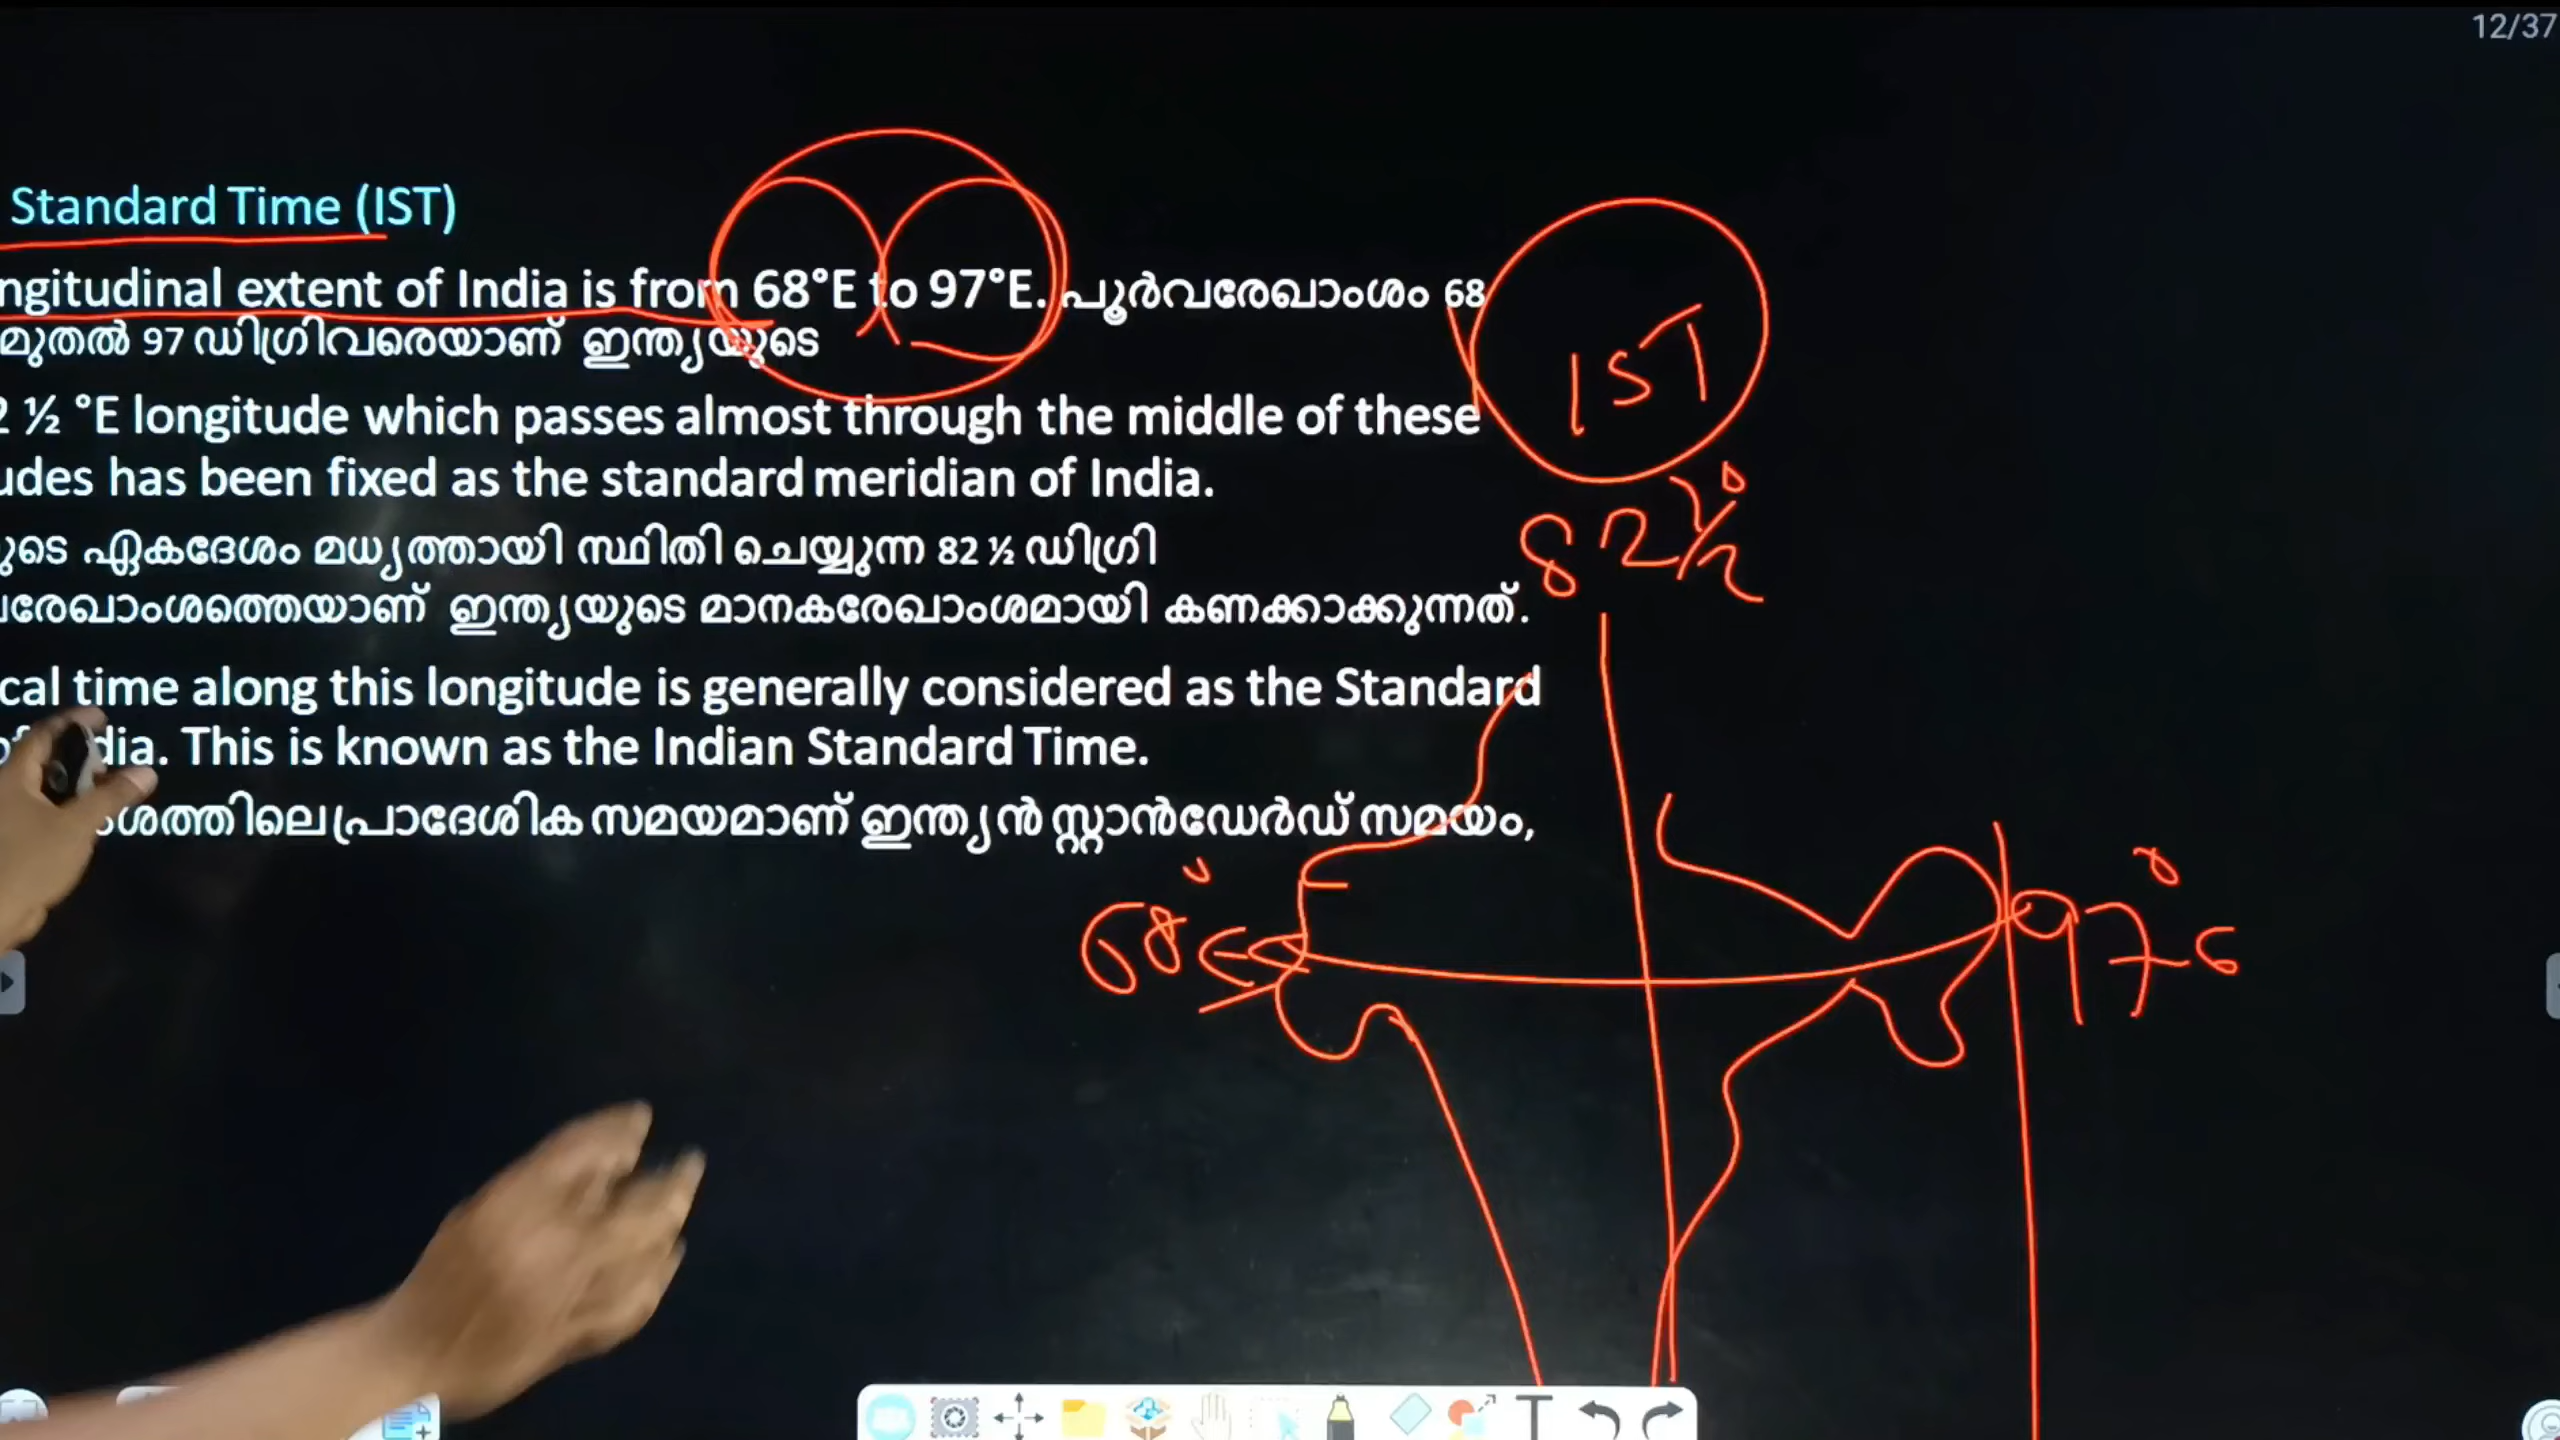 12/37
Standard Time (IST)
ngitudinal extent of India is from 68°E to 97°E. പൂർവരേഖാംശം 68
മുതൽ 97 ഡിഗ്രിവരെയാണ് ഇന്ത്യയുടെ
2 ½ °E longitude which passes almost through the middle of these
udes has been fixed as the standard meridian of India.
യുടെ ഏകദേശം മധ്യത്തായി സ്ഥിതി ചെയ്യുന്ന 82 ½ ഡിഗ്രി
രേഖാംശത്തെയാണ് ഇന്ത്യയുടെ മാനകരേഖാംശമായി കണക്കാക്കുന്നത്.
cal time along this longitude is generally considered as the Standard
dia. This is known as the Indian Standard Time.
ംശത്തിലെ പ്രാദേശിക സമയമാണ് ഇന്ത്യൻ സ്റ്റാൻഡേർഡ് സമയം,
IST
82 ½°
68°
97°